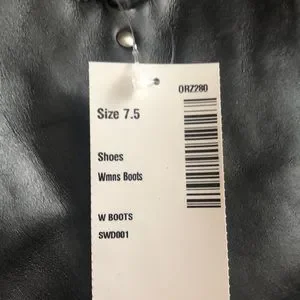 ORZ280
Size 7.5
Shoes
Wmns Boots
W BOOTS
SWD001